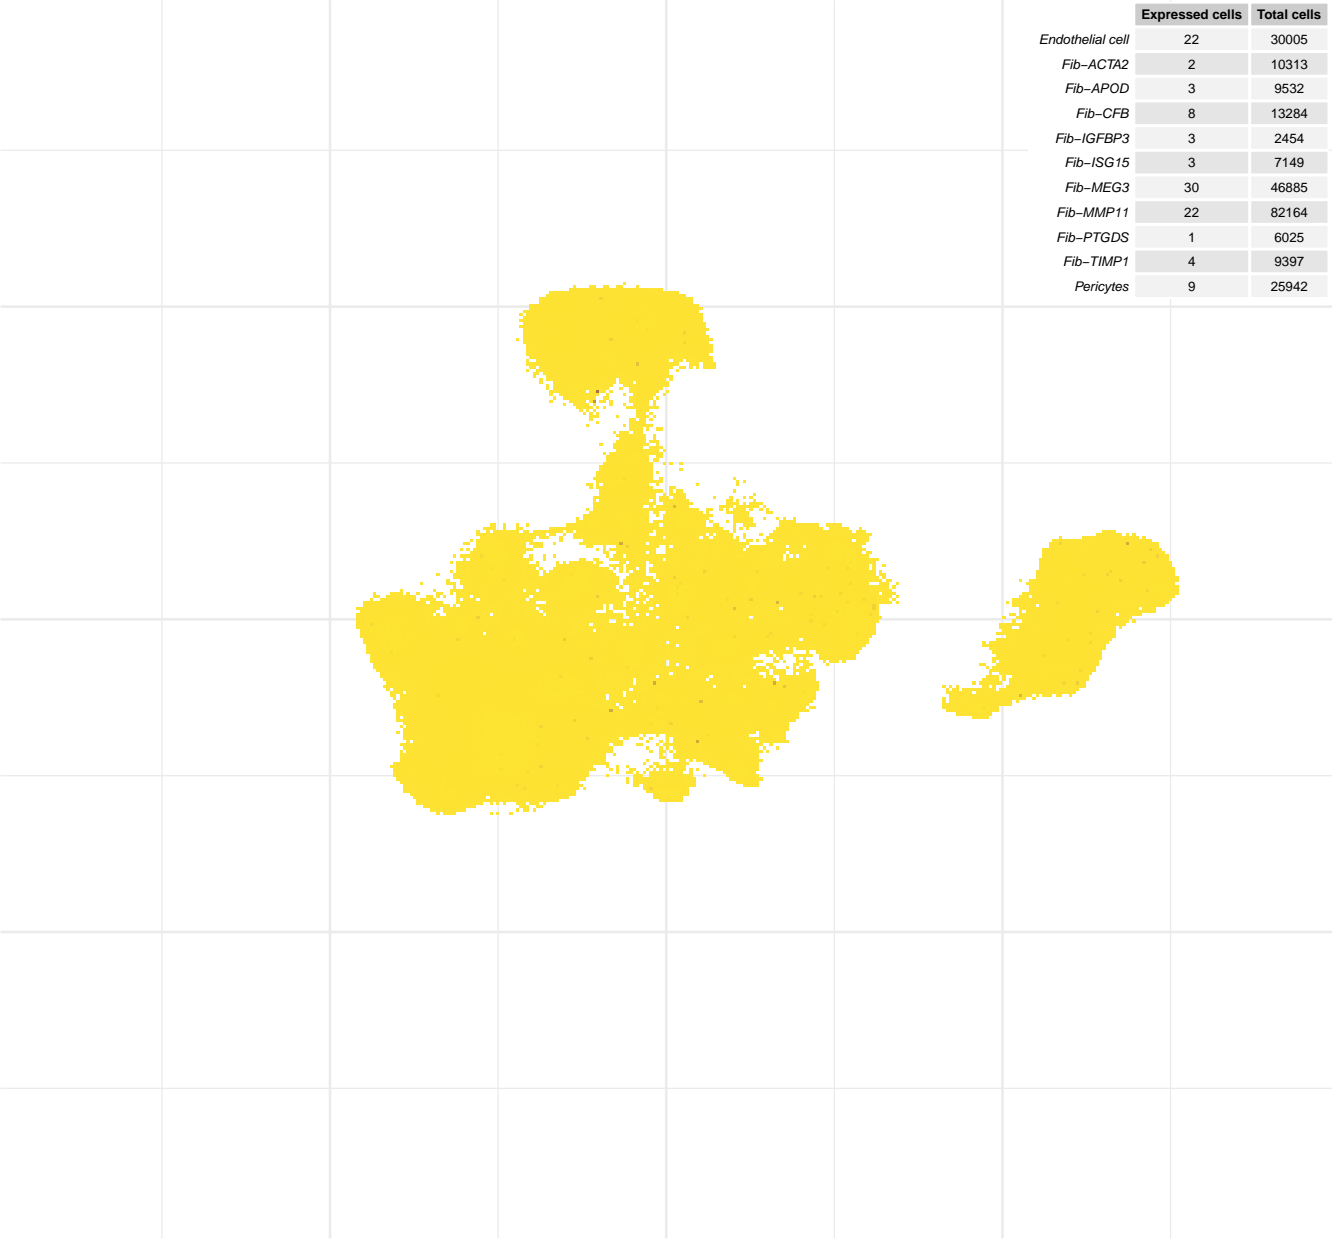 Expressed cells Total cells
Endothelial cell 22 30005
Fib−ACTA2 2 10313
Fib−APOD 3 9532
Fib−CFB 8 13284
Fib−IGFBP3 3 2454
Fib−ISG15 3 7149
Fib−MEG3 30 46885
Fib−MMP11 22 82164
Fib−PTGDS 1 6025
Fib−TIMP1 4 9397
Pericytes 9 25942